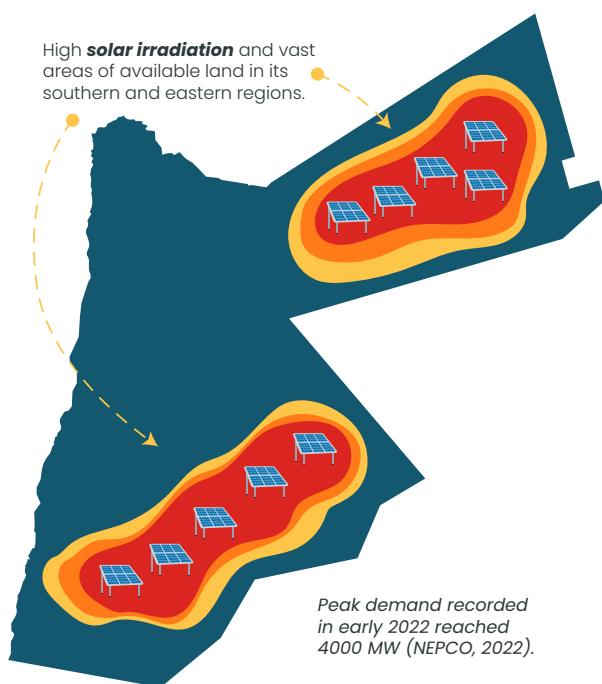 High solar irradiation and vast
areas of available land in its
southern and eastern regions.
Peak demand recorded
in early 2022 reached
4000 MW (NEPCO, 2022).